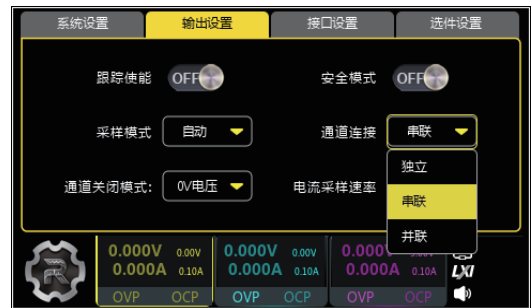 系统设置 输出设置 接口设置 选件设置
跟踪使能 OFF 安全模式 OFF
采样模式 自动 通道连接 串联
独立
通道关闭模式: 0V电压 电流采样速率
串联
并联
0.000V 0.00V 0.000V 0.00V 0.000
0.000A 0.10A 0.000A 0.10A 0.000A 0.10A LXI
OVP OCP OVP OCP OVP OCP